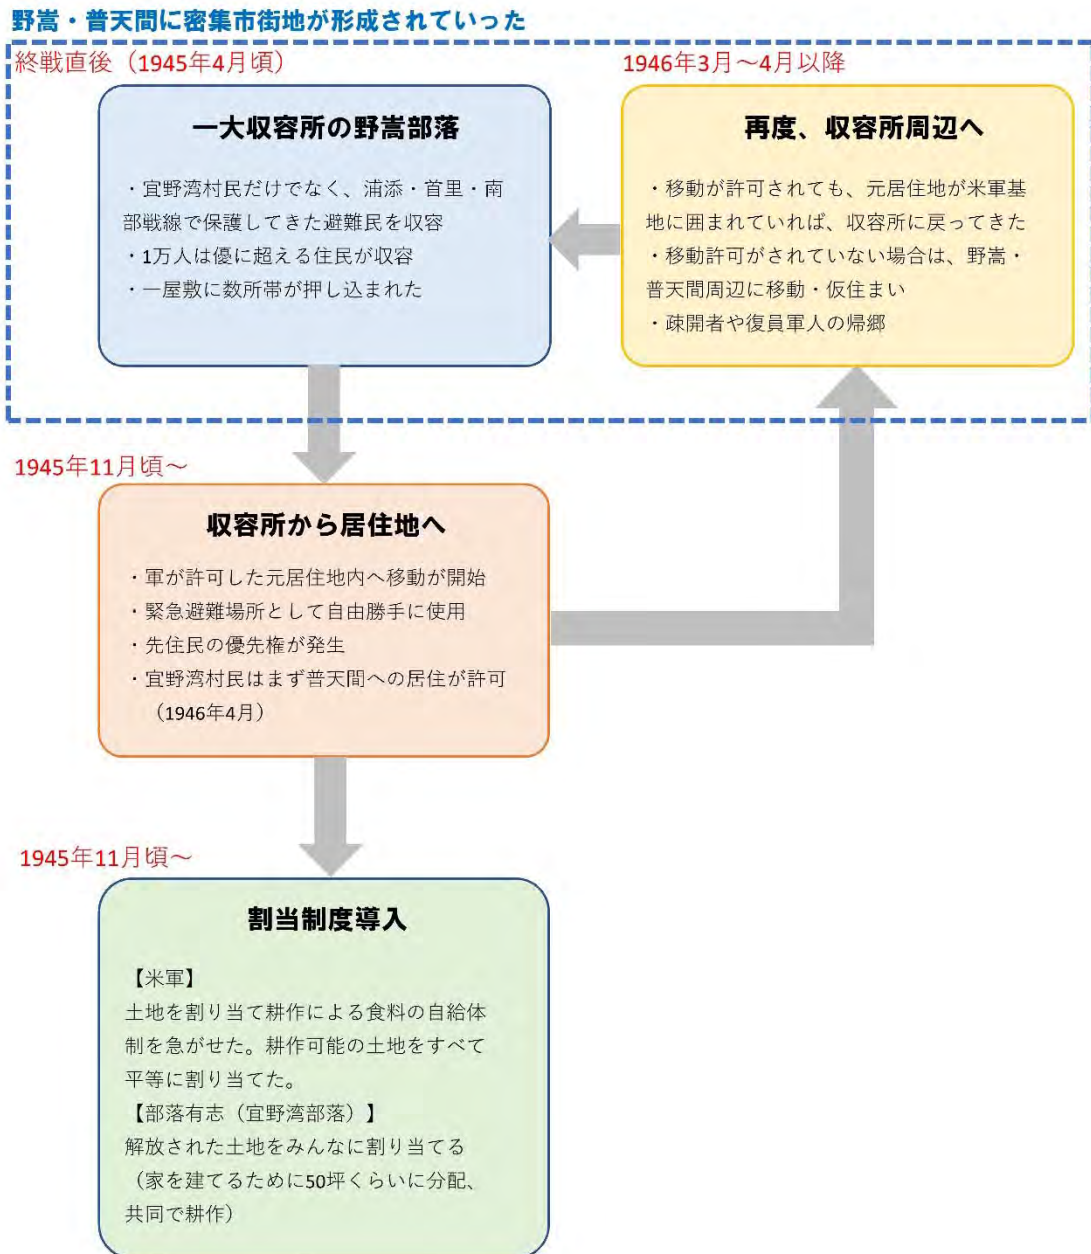 野嵩・普天間に密集市街地が形成されていった
終戦直後（1945年4月頃）
一大収容所の野嵩部落
・宜野湾村民だけでなく、浦添・首里・南
部戦線で保護してきた避難民を収容
・1万人は優に超える住民が収容
・一屋敷に数所帯が押し込まれた
1946年3月～4月以降
再度、収容所周辺へ
・移動が許可されても、元居住地が米軍基
地に囲まれていれば、収容所に戻ってきた
・移動許可がされていない場合は、野嵩・
普天間周辺に移動・仮住まい
・疎開者や復員軍人の帰郷
1945年11月頃～
収容所から居住地へ
・軍が許可した元居住地内へ移動が開始
・緊急避難場所として自由勝手に使用
・先住民の優先権が発生
・宜野湾村民はまず普天間への居住が許可
（1946年4月）
1945年11月頃～
割当制度導入
【米軍】
土地を割り当て耕作による食料の自給体
制を急がせた。耕作可能の土地をすべて
平等に割り当てた。
【部落有志（宜野湾部落）】
解放された土地をみんなに割り当てる
（家を建てるために50坪くらいに分配、
共同で耕作）